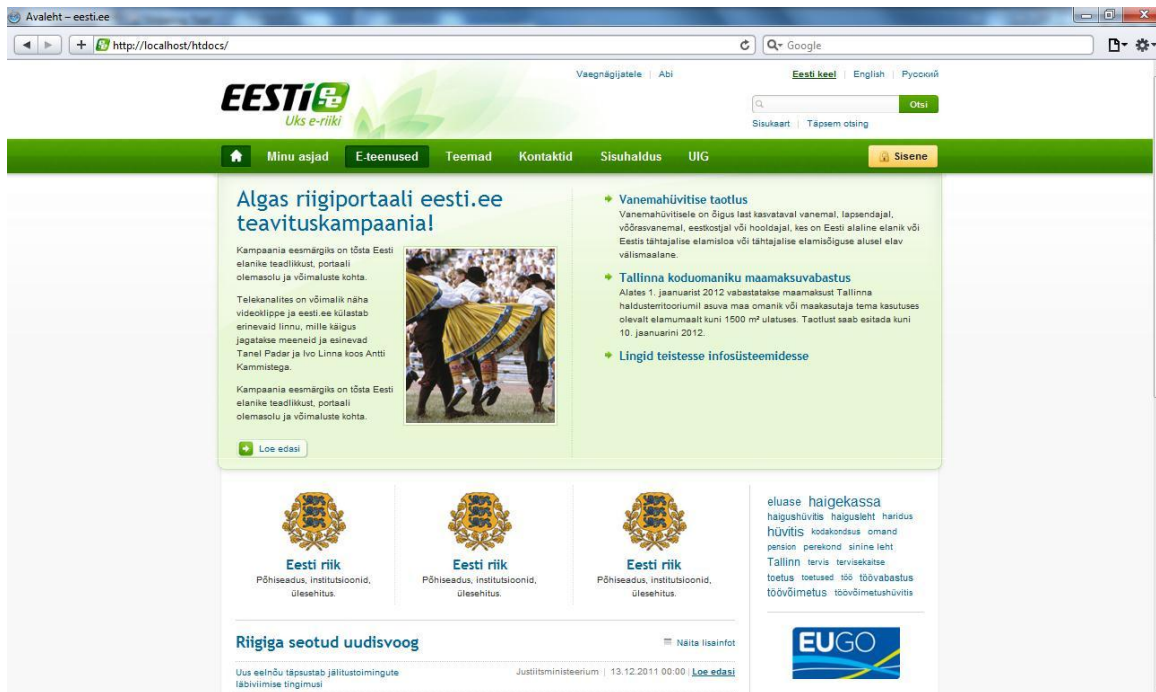 Avaleht – eesti.ee
http://localhost/htdocs/
Google
Vaegnägijatele | Abi
Eesti keel | English | Русский
EESTi ee
Uks e-riiki
Otsi
Sisukaart | Täpsem otsing
Minu asjad E-teenused Teemad Kontaktid Sisuhaldus UIG
Sisene
Algas riigiportaali eesti.ee
teavituskampaania!
Kampaania eesmärgiks on tõsta Eesti
elanike teadlikkust, portaali
olemasolu ja võimaluste kohta.
Telekanalites on võimalik näha
videoklippe ja eesti.ee külastab
erinevaid linnu, mille käigus
jagatakse meeneid ja esinevad
Tanel Padar ja Ivo Linna koos Antti
Kammistega.
Kampaania eesmärgiks on tõsta Eesti
elanike teadlikkust, portaali
olemasolu ja võimaluste kohta.
Loe edasi
Vanemahüvitise taotlus
Vanemahüvitisele on õigus last kasvataval vanemal, lapsendajal,
võõrasvanemal, eestkostjal või hooldajal, kes on Eesti alaline elanik või
Eestis tähtajalise elamisloa või tähtajalise elamisõiguse alusel elav
välismaalane.
Tallinna koduomaniku maamaksuvabastus
Alates 1. jaanuarist 2012 vabastatakse maamaksust Tallinna
haldusterritooriumil asuva maa omanik või maakasutaja tema kasutuses
olevalt elamumaalt kuni 1500 m² ulatuses. Taotlust saab esitada kuni
10. jaanuarini 2012.
Lingid teistesse infosüsteemidesse
Eesti riik
Põhiseadus, institutsioonid,
ülesehitus.
Eesti riik
Põhiseadus, institutsioonid,
ülesehitus.
Eesti riik
Põhiseadus, institutsioonid,
ülesehitus.
eluase haigekassa
haigushüvitis haigusleht haridus
hüvitis kodakondsus omand
pension perekond sinine leht
Tallinn tervis tervisekaitse
toetus toetused töö töövabastus
töövõimetus töövõimetushüvitis
Riigiga seotud uudisvoog
Näita lisainfot
Uus eelnõu täpsustab jälitustoimingute
läbiviimise tingimusi
Justiitsministeerium | 13.12.2011 00:00 | Loe edasi
EUGO